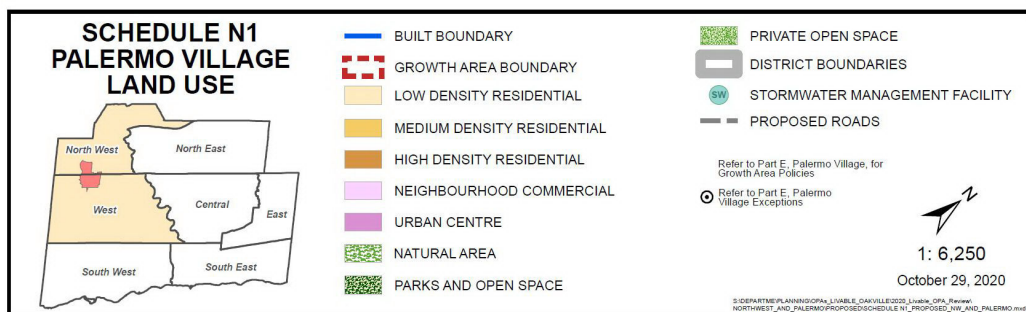 SCHEDULE N1
PALERMO VILLAGE
LAND USE
North West
North East
West
Central
East
South West
South East
BUILT BOUNDARY
GROWTH AREA BOUNDARY
LOW DENSITY RESIDENTIAL
MEDIUM DENSITY RESIDENTIAL
HIGH DENSITY RESIDENTIAL
NEIGHBOURHOOD COMMERCIAL
URBAN CENTRE
NATURAL AREA
PARKS AND OPEN SPACE
PRIVATE OPEN SPACE
DISTRICT BOUNDARIES
SW STORMWATER MANAGEMENT FACILITY
PROPOSED ROADS
Refer to Part E, Palermo Village, for
Growth Area Policies
Refer to Part E, Palermo
Village Exceptions
N
1: 6,250
October 29, 2020
S:\DEPARTME\PLANNING\OPAs_LIVABLE_OAKVILLE\2020_Livable_OPA_Review\
NORTHWEST_AND_PALERMO\PROPOSED\SCHEDULE N1_PROPOSED_NW_AND_PALERMO.mxd